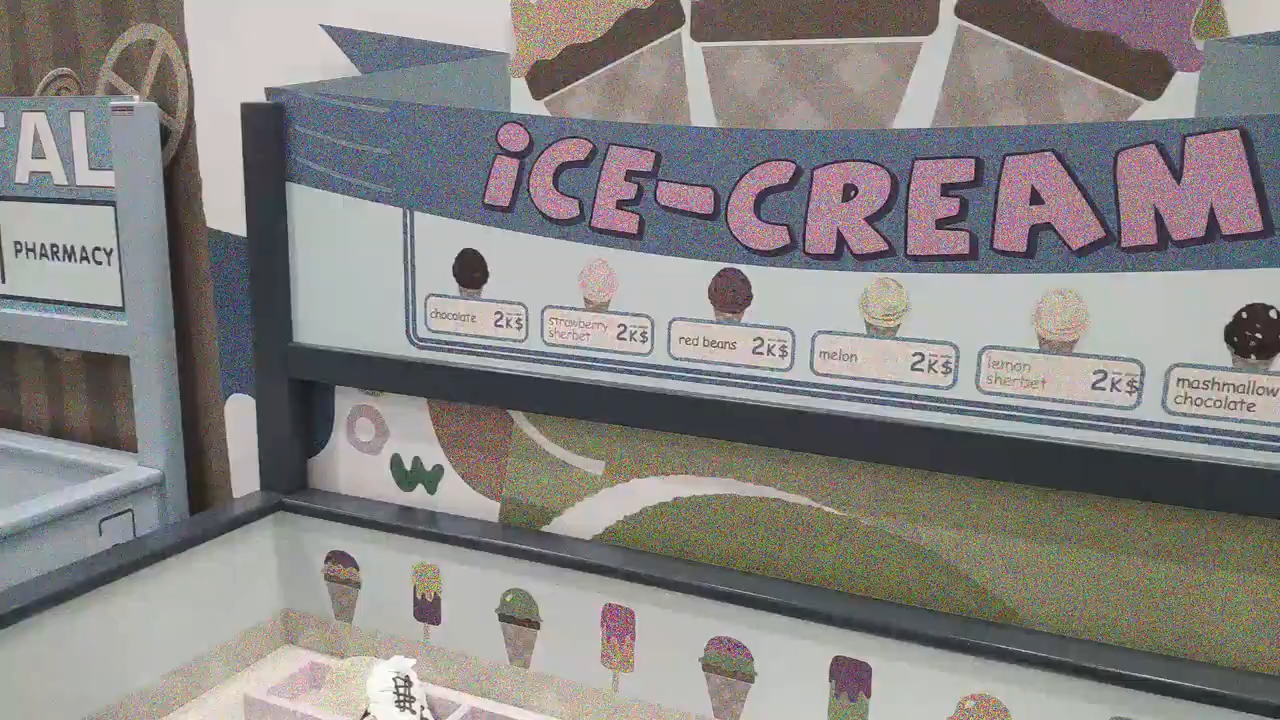 AL
PHARMACY
iCE-CREAM
chocolate 2K$
strawberry sherbet 2K$
red beans 2K$
melon 2K$
lemon sherbet 2K$
mashmallow chocolate